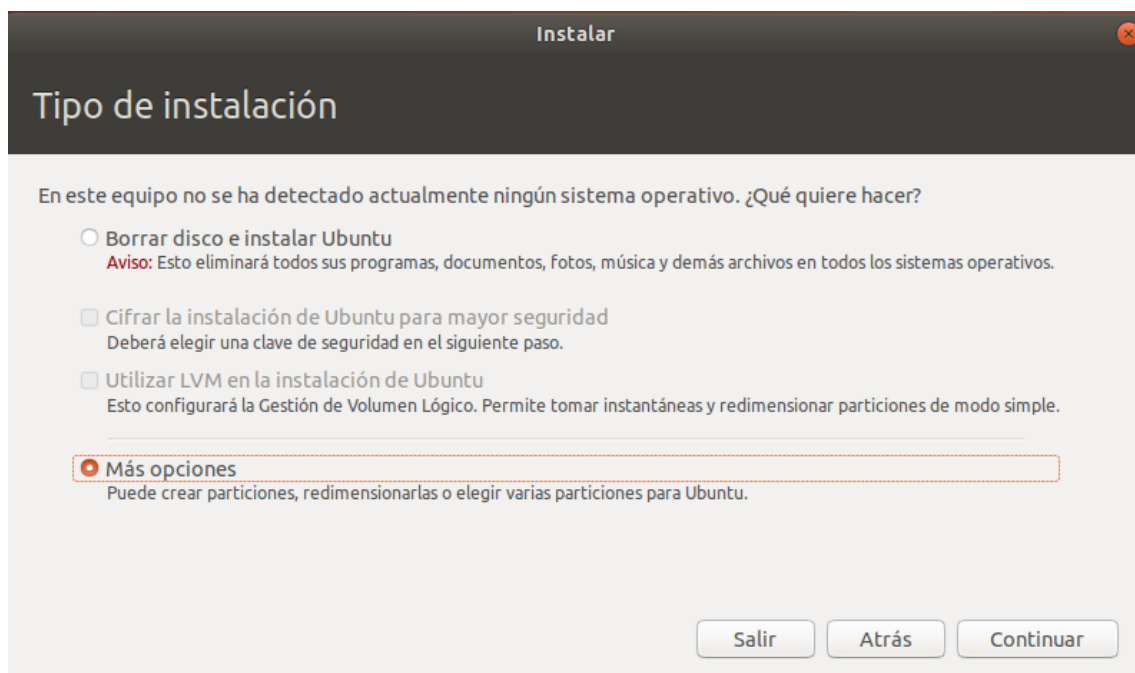 Instalar
Tipo de instalación
En este equipo no se ha detectado actualmente ningún sistema operativo. ¿Qué quiere hacer?
Borrar disco e instalar Ubuntu
Aviso: Esto eliminará todos sus programas, documentos, fotos, música y demás archivos en todos los sistemas operativos.
Cifrar la instalación de Ubuntu para mayor seguridad
Deberá elegir una clave de seguridad en el siguiente paso.
Utilizar LVM en la instalación de Ubuntu
Esto configurará la Gestión de Volumen Lógico. Permite tomar instantáneas y redimensionar particiones de modo simple.
Más opciones
Puede crear particiones, redimensionarlas o elegir varias particiones para Ubuntu.
Salir Atrás Continuar